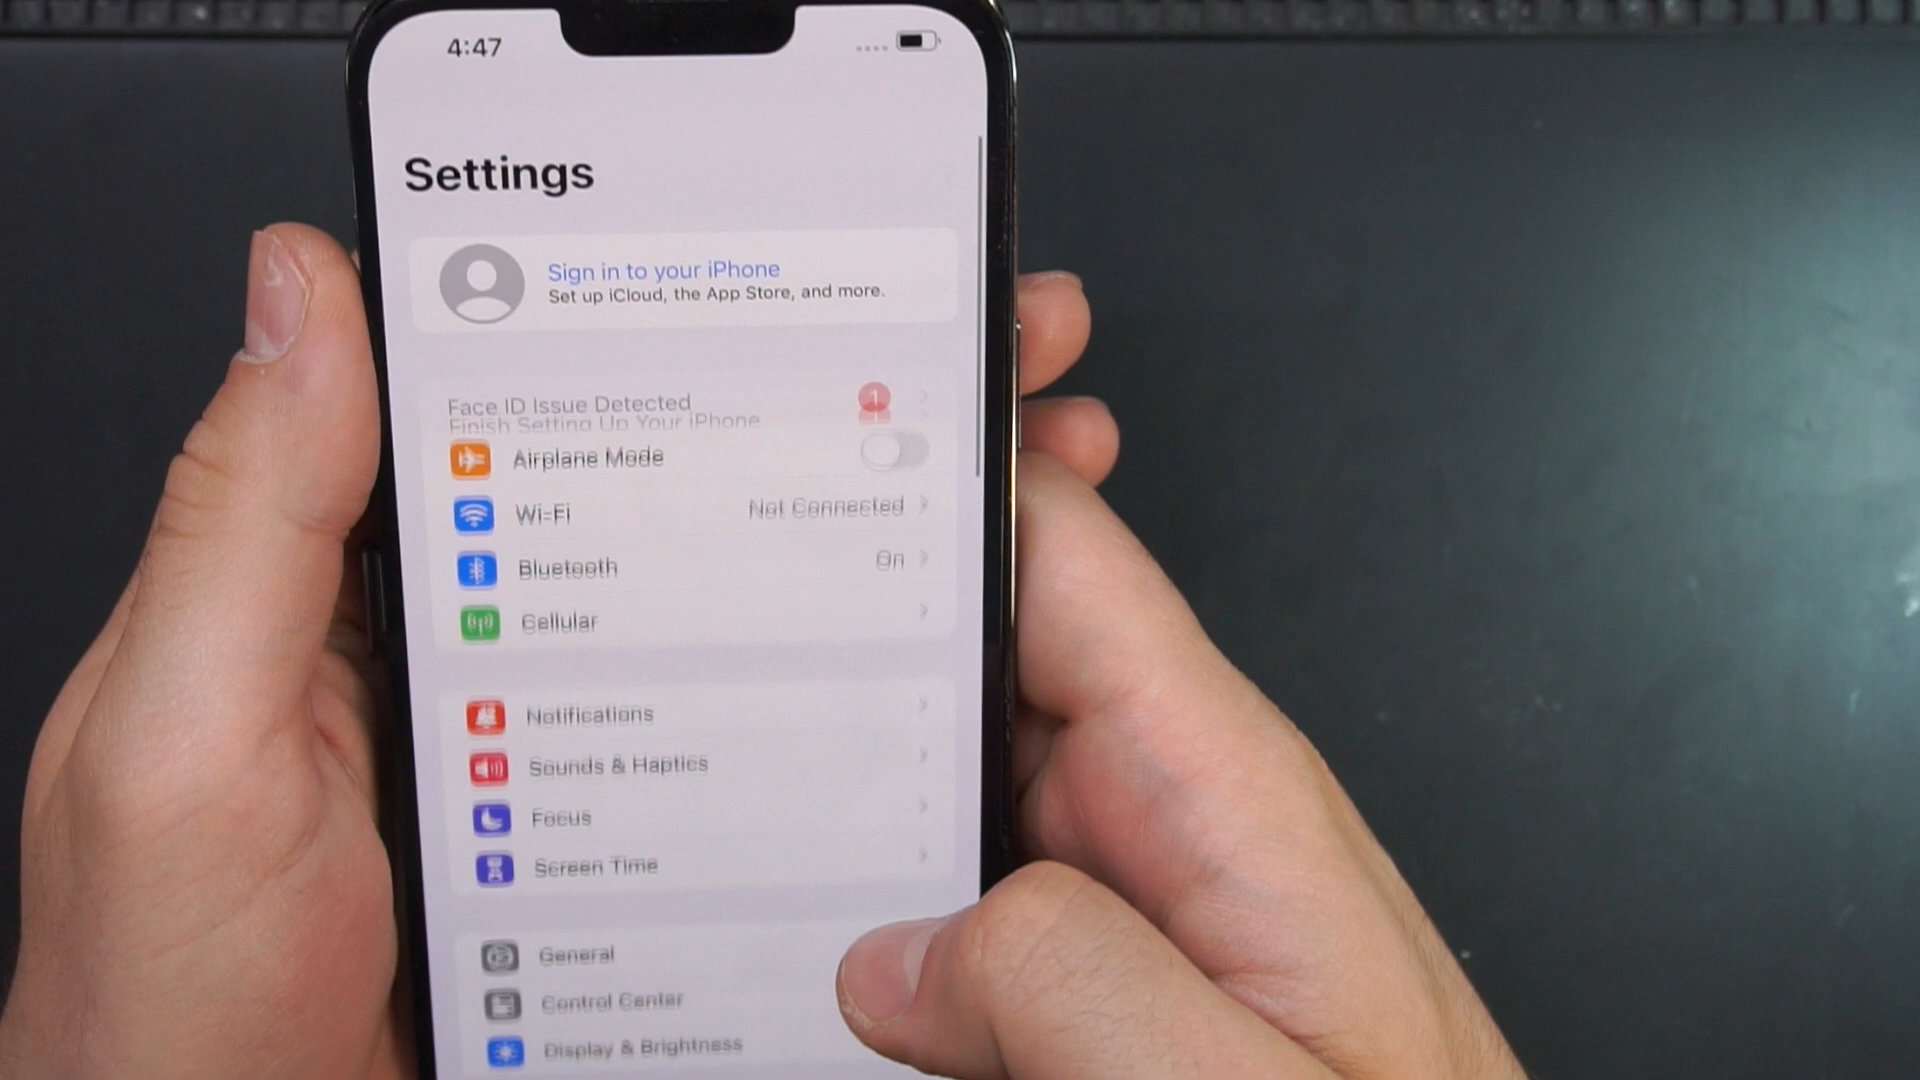 4:47
Settings
Sign in to your iPhone
Set up iCloud, the App Store, and more.
Face ID Issue Detected 1
Finish Setting Up Your iPhone
Airplane Mode
Wi-Fi Not Connected
Bluetooth On
Cellular
Notifications
Sounds & Haptics
Focus
Screen Time
General
Control Center
Display & Brightness